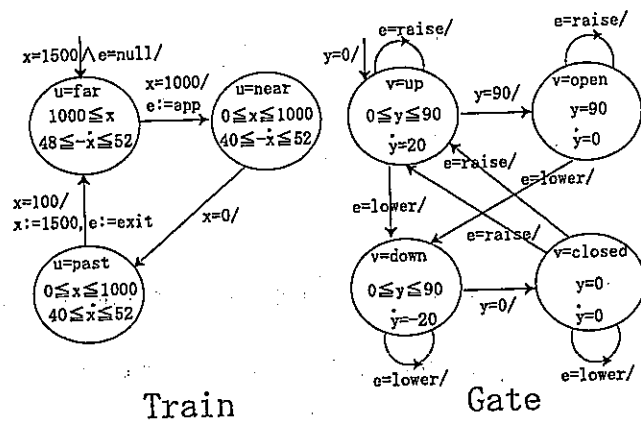 x=1500∧e=null/
u=far
1000≦x
48≦-ẋ≦52
x=1000/
e:=app
u=near
0≦x≦1000
40≦-ẋ≦52
x=100/
x:=1500,e:=exit
x=0/
u=past
0≦x≦1000
40≦ẋ≦52
Train
y=0/
e=raise/
v=up
0≦y≦90
ẏ=20
y=90/
e=raise/
v=open
y=90
ẏ=0
e=raise/
e=lower/
e=lower/
e=raise/
v=down
0≦y≦90
ẏ=-20
y=0/
v=closed
y=0
ẏ=0
e=lower/
e=lower/
Gate